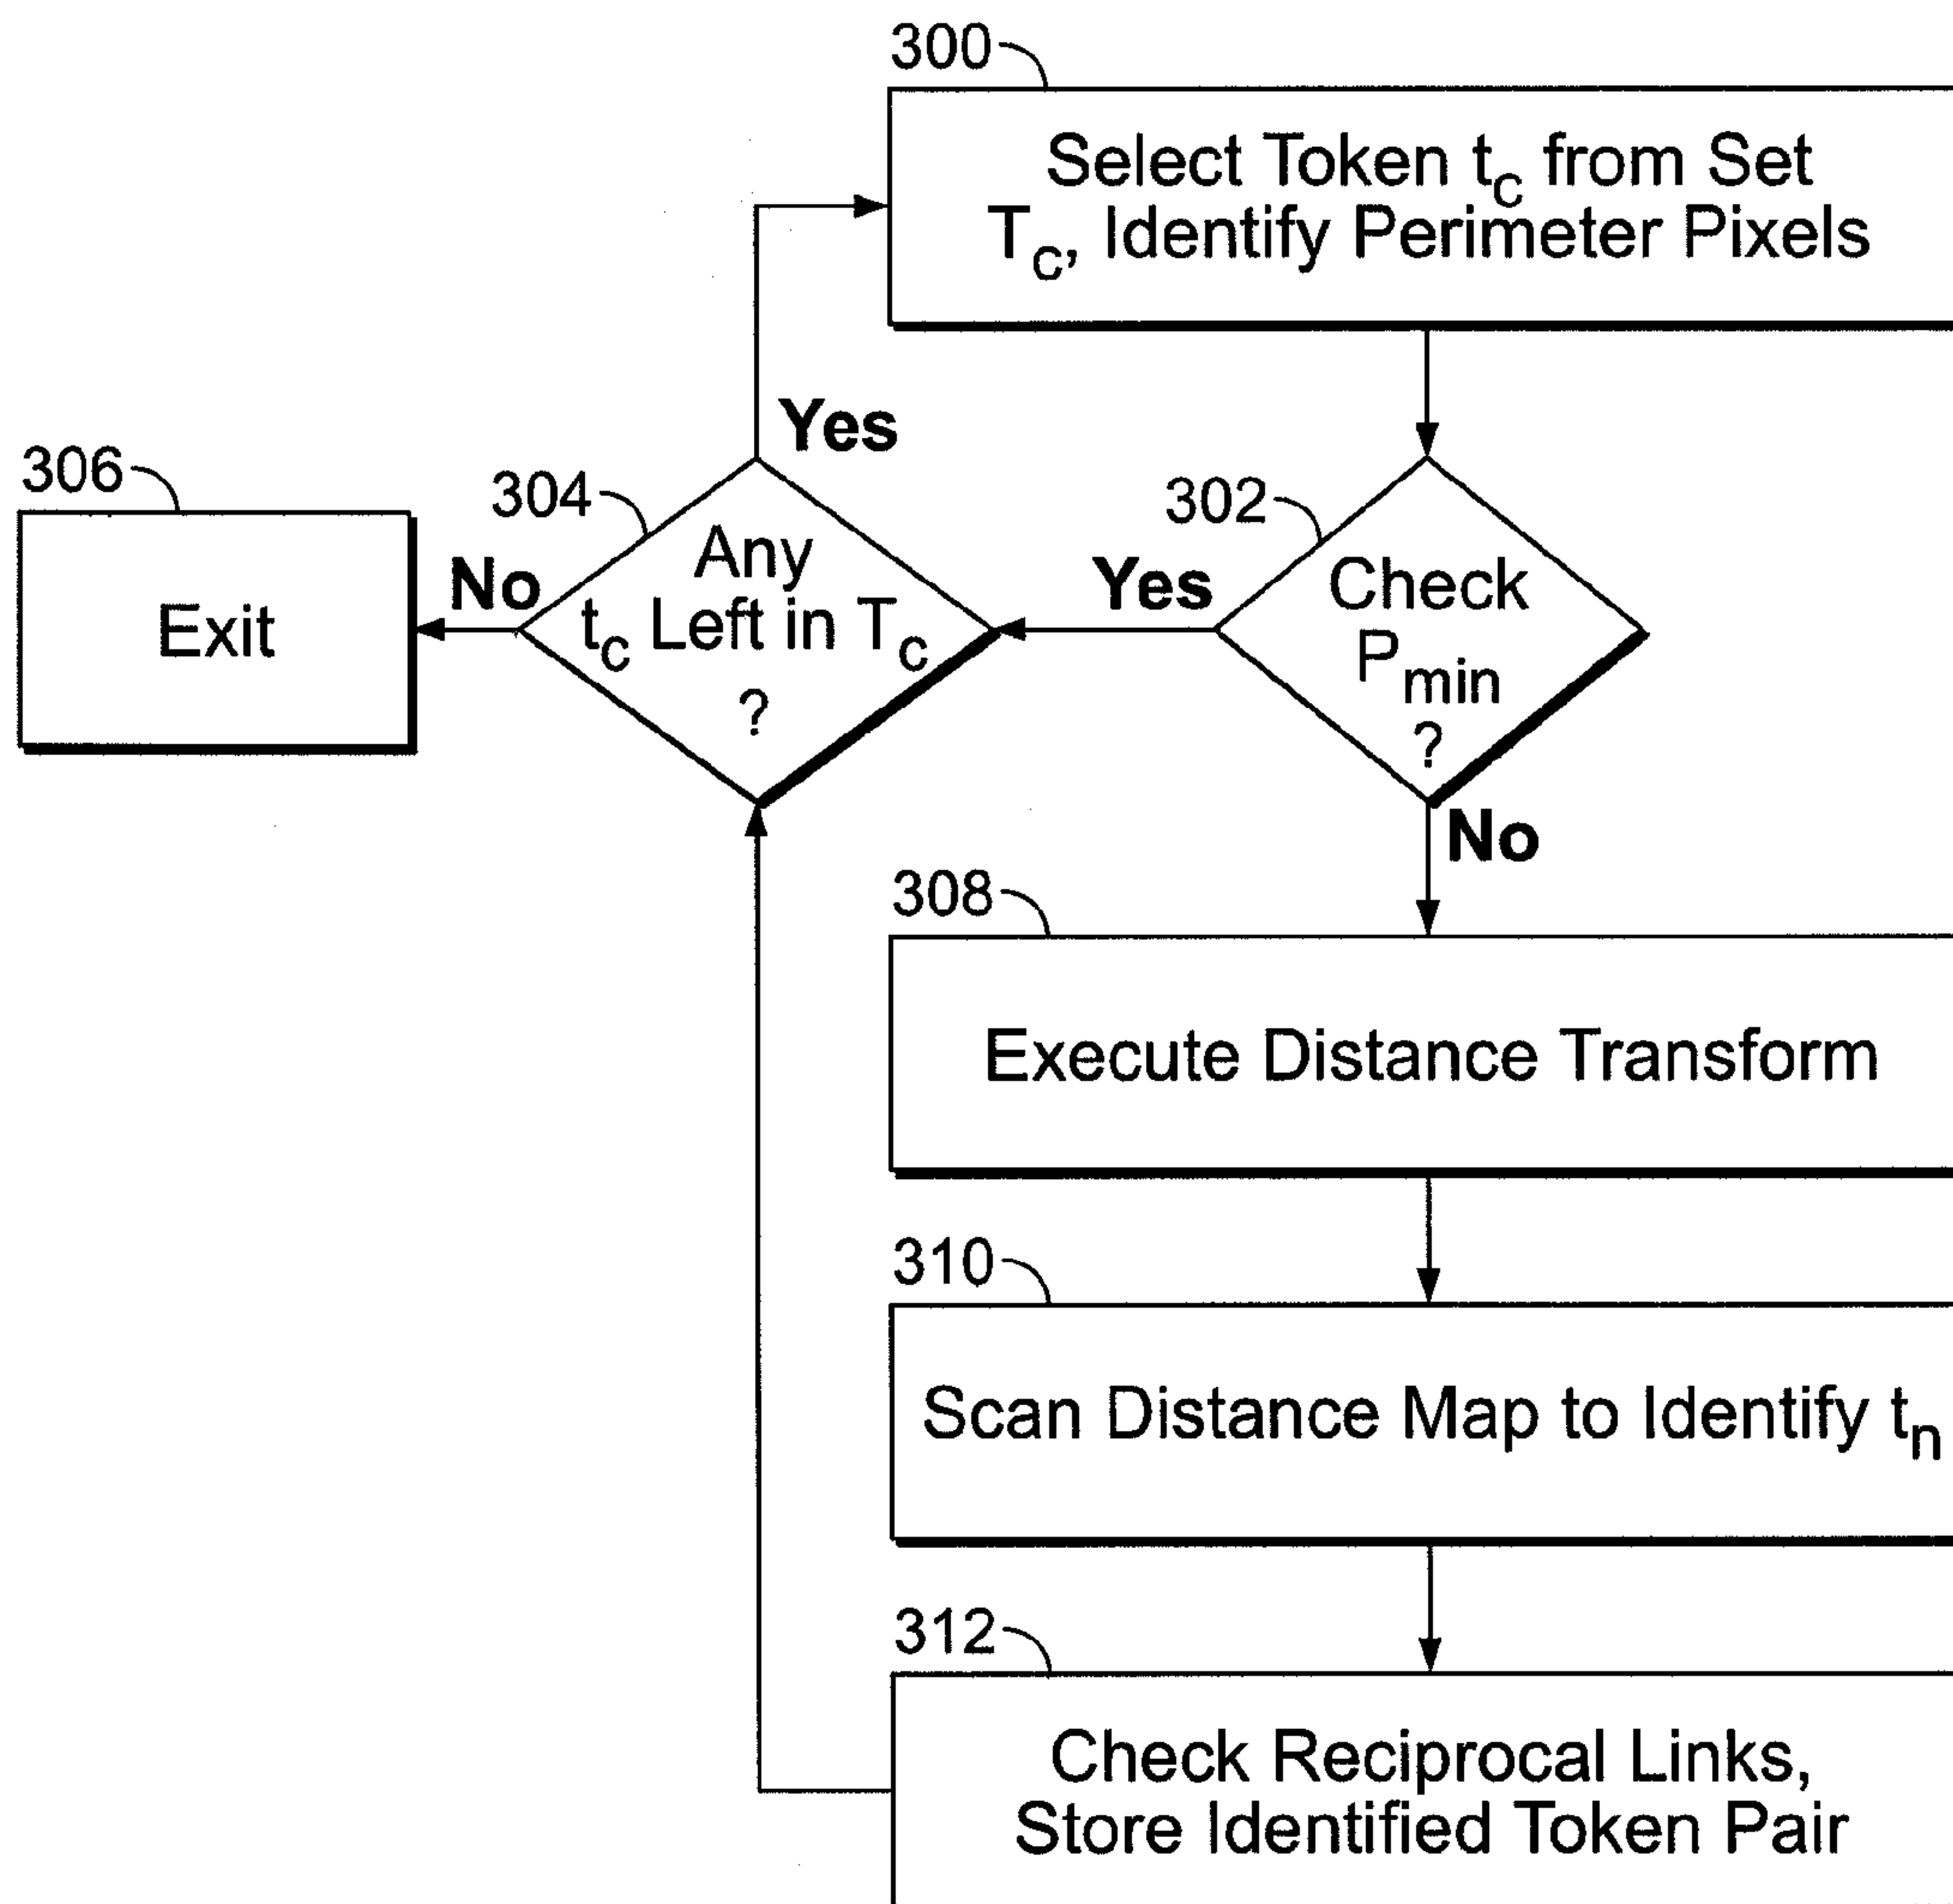 300
Select Token tc from Set
Tc, Identify Perimeter Pixels
Yes
306
304
302
Exit
No
Any
tc Left in Tc
?
Yes
Check
Pmin
?
No
308
Execute Distance Transform
310
Scan Distance Map to Identify tn
312
Check Reciprocal Links,
Store Identified Token Pair